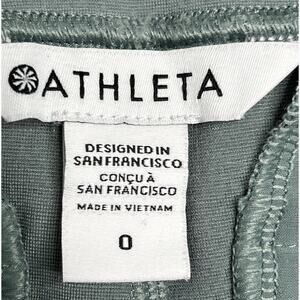 ATHLETA
DESIGNED IN
SAN FRANCISCO
CONÇU À
SAN FRANCISCO
MADE IN VIETNAM
0